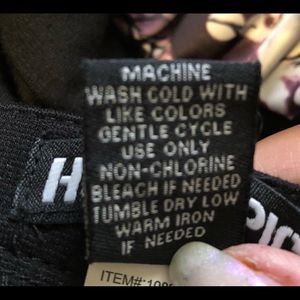 MACHINE
WASH COLD WITH
LIKE COLORS
GENTLE CYCLE
USE ONLY
NON-CHLORINE
BLEACH IF NEEDED
TUMBLE DRY LOW
WARM IRON
IF NEEDED
ITEM#: